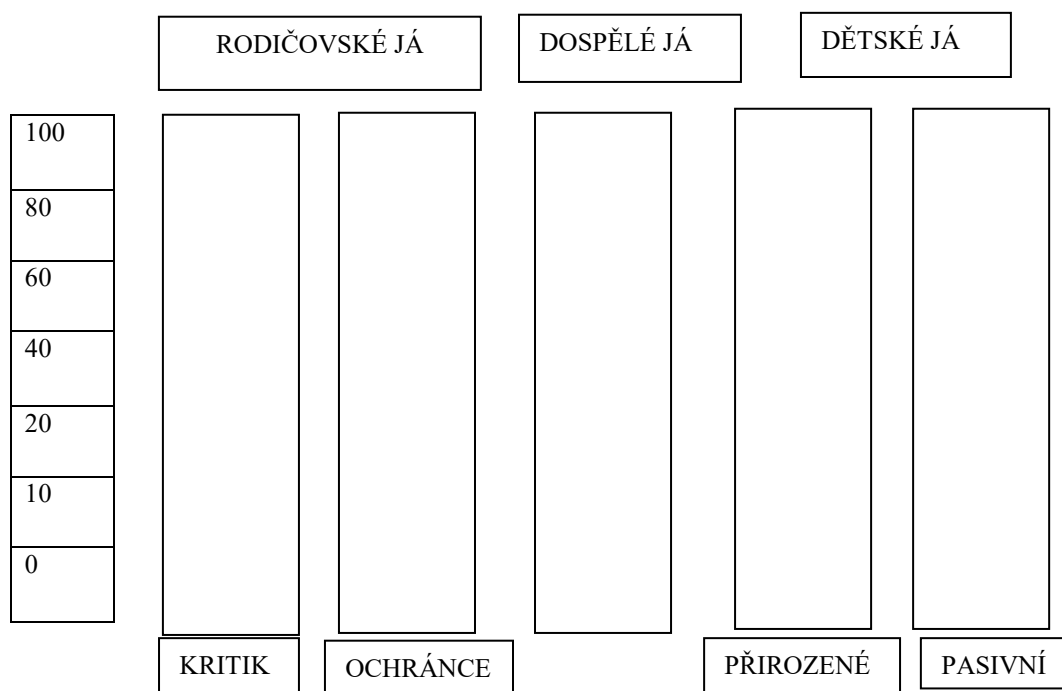 RODIČOVSKÉ JÁ
DOSPĚLÉ JÁ
DĚTSKÉ JÁ
100
80
60
40
20
10
0
KRITIK
OCHRÁNCE
PŘIROZENÉ
PASIVNÍ